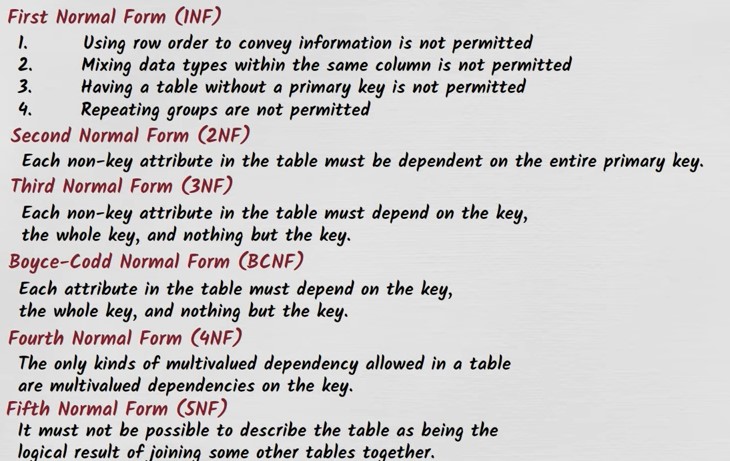 First Normal Form (1NF)
1. Using row order to convey information is not permitted
2. Mixing data types within the same column is not permitted
3. Having a table without a primary key is not permitted
4. Repeating groups are not permitted
Second Normal Form (2NF)
Each non-key attribute in the table must be dependent on the entire primary key.
Third Normal Form (3NF)
Each non-key attribute in the table must depend on the key,
the whole key, and nothing but the key.
Boyce-Codd Normal Form (BCNF)
Each attribute in the table must depend on the key,
the whole key, and nothing but the key.
Fourth Normal Form (4NF)
The only kinds of multivalued dependency allowed in a table
are multivalued dependencies on the key.
Fifth Normal Form (5NF)
It must not be possible to describe the table as being the
logical result of joining some other tables together.